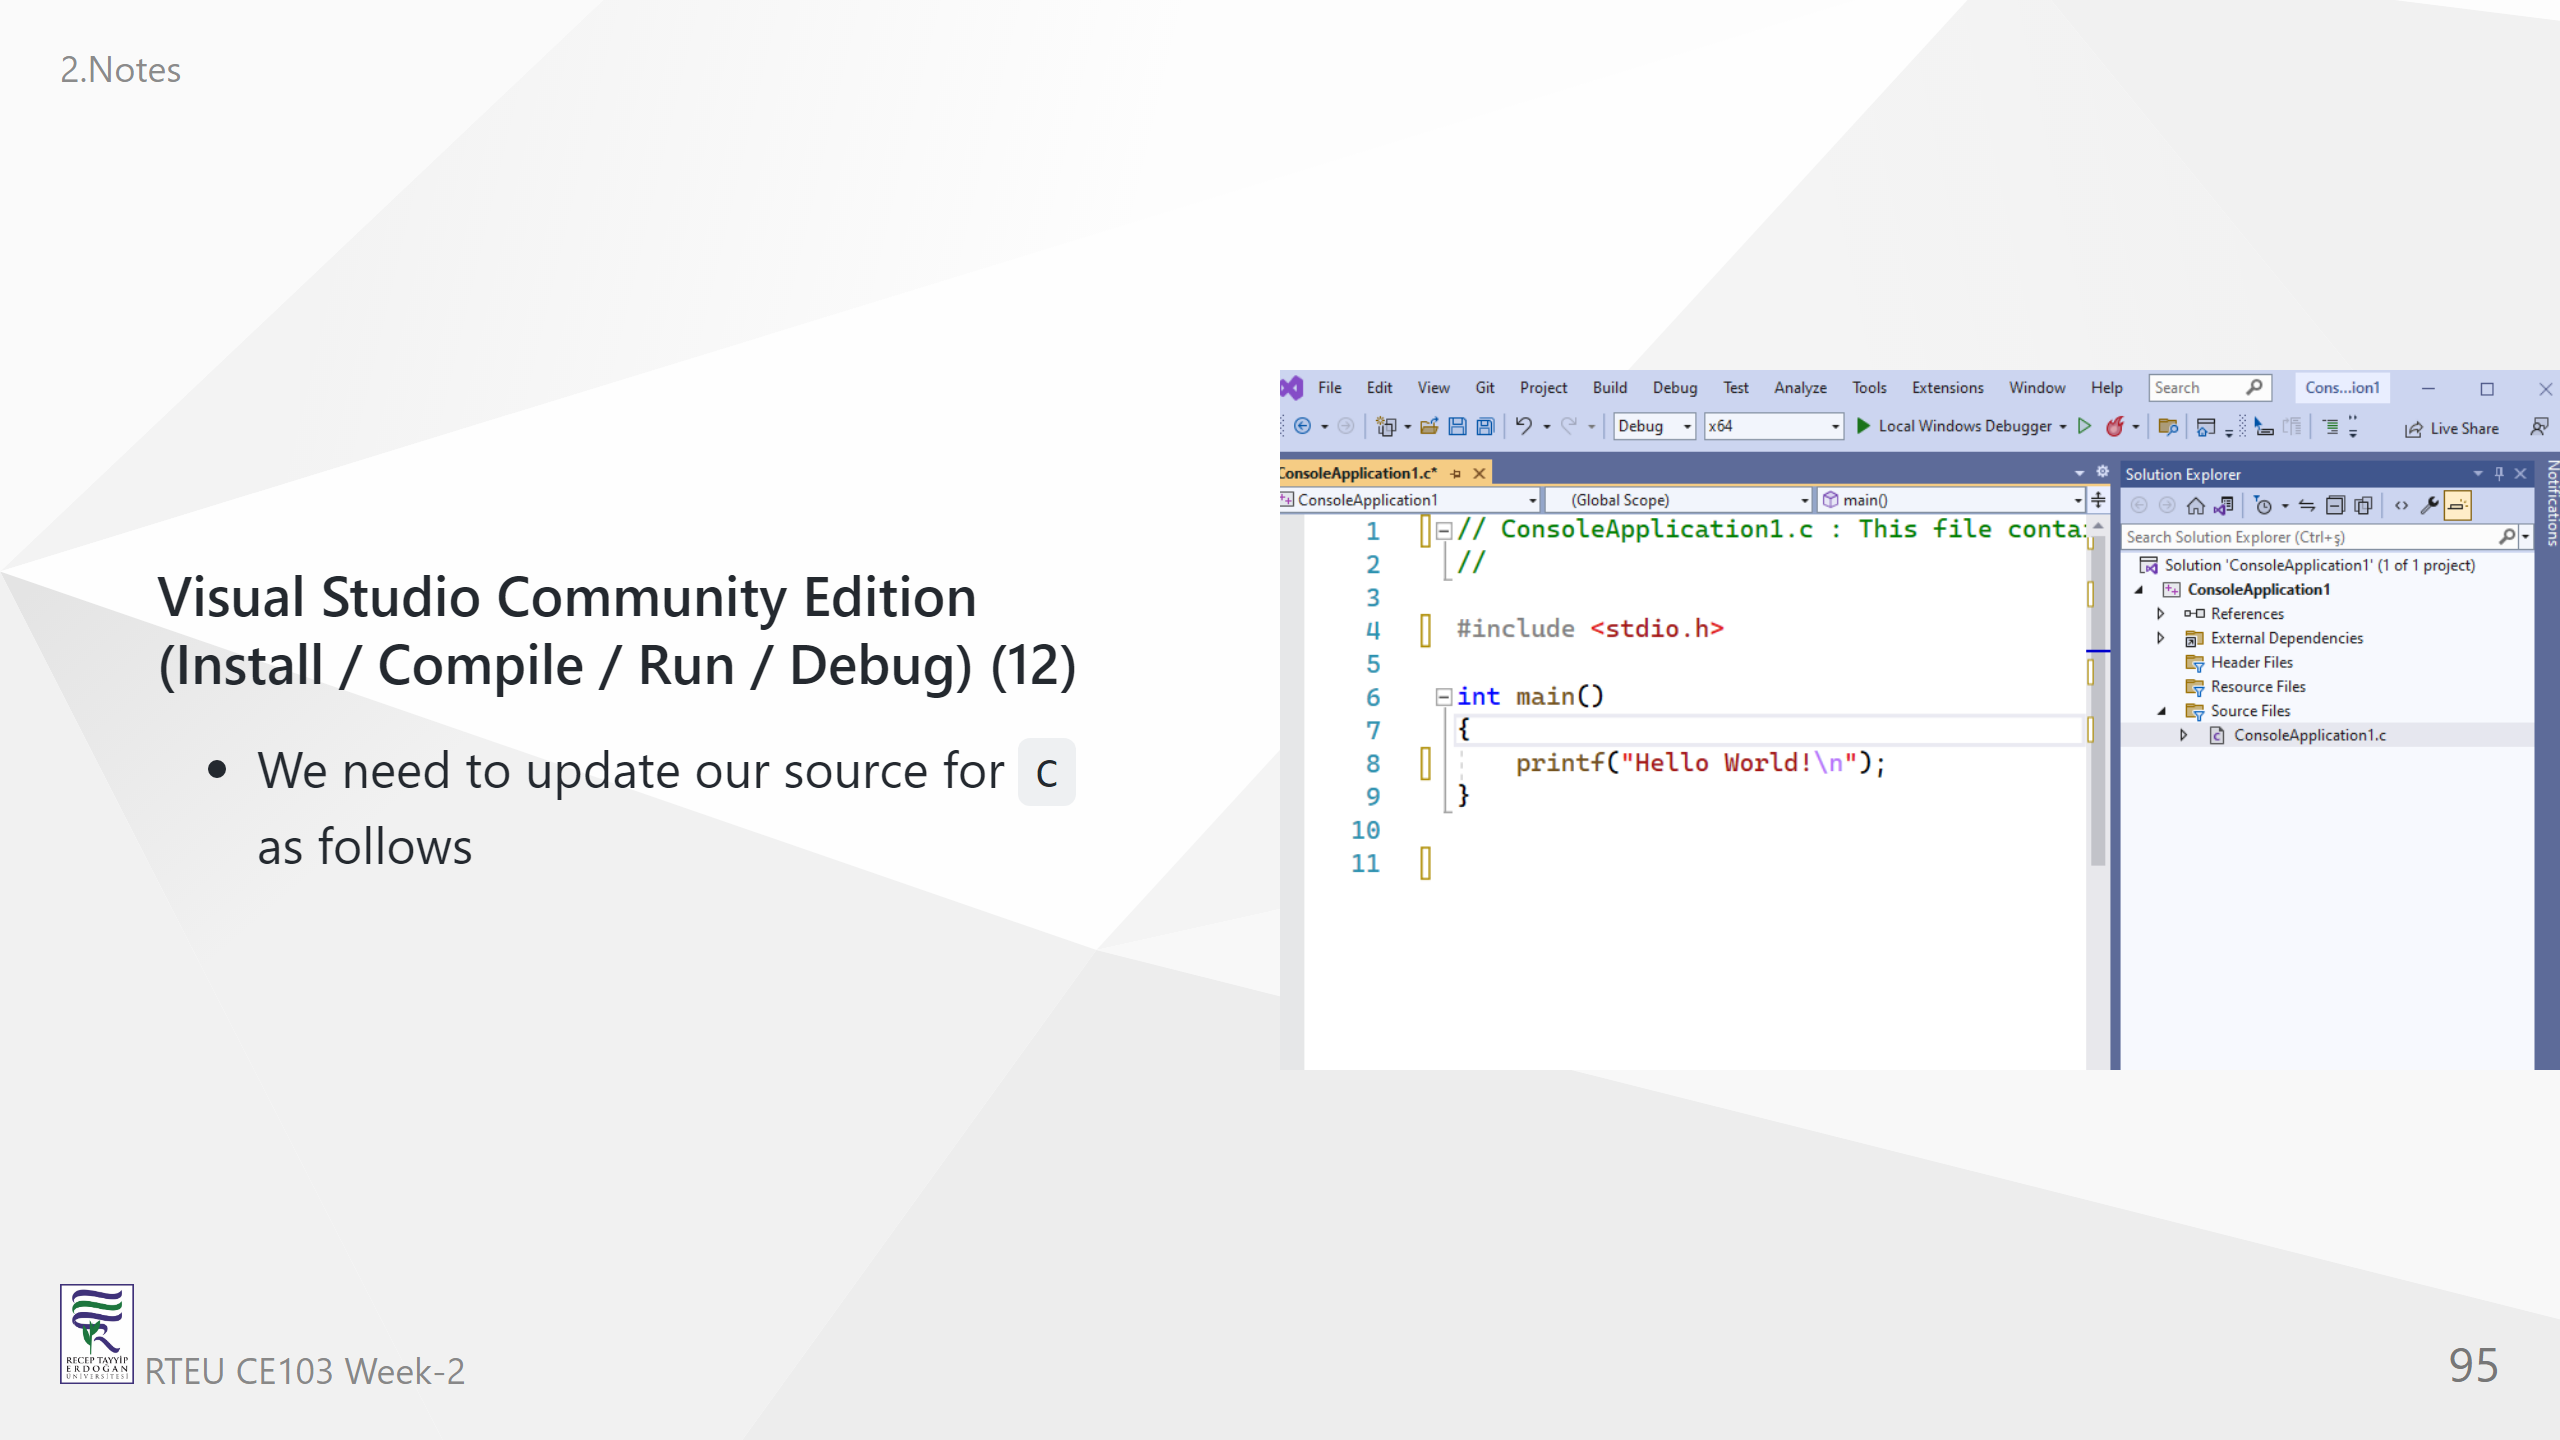 2.Notes
Visual Studio Community Edition
(Install / Compile / Run / Debug) (12)
• We need to update our source for c
as follows
File Edit View Git Project Build Debug Test Analyze Tools Extensions Window Help Search Cons...ion1
Debug x64 Local Windows Debugger Live Share
ConsoleApplication1.c*
ConsoleApplication1 (Global Scope) main()
1 // ConsoleApplication1.c : This file contai
2 //
3
4 #include <stdio.h>
5
6 int main()
7 {
8 printf("Hello World!\n");
9 }
10
11
Solution Explorer
Search Solution Explorer (Ctrl+ş)
Solution 'ConsoleApplication1' (1 of 1 project)
ConsoleApplication1
References
External Dependencies
Header Files
Resource Files
Source Files
ConsoleApplication1.c
Notifications
RECEP TAYYİP
ERDOĞAN
ÜNİVERSİTESİ
RTEU CE103 Week-2
95